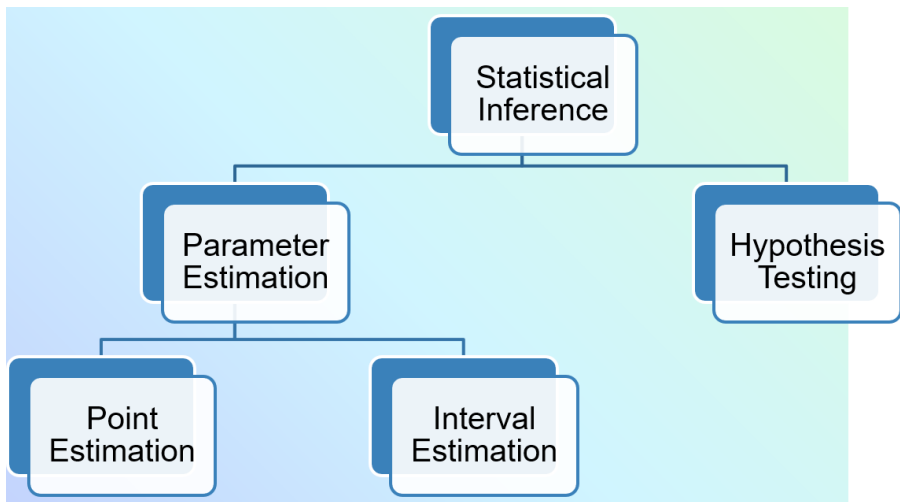 Statistical
Inference
Parameter
Estimation
Hypothesis
Testing
Point
Estimation
Interval
Estimation